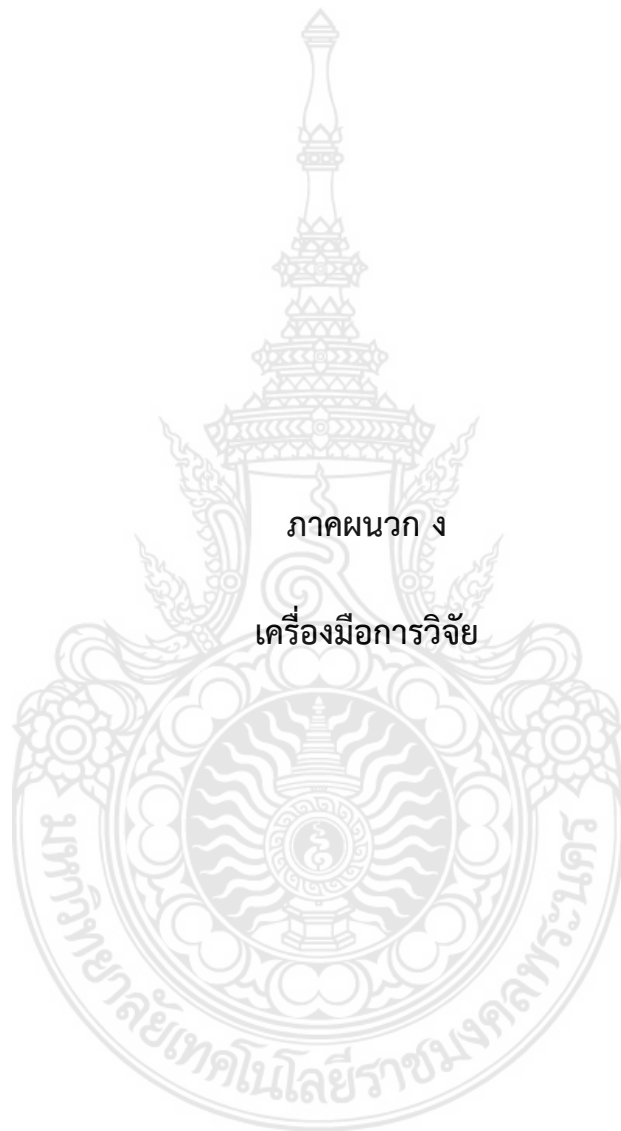 ภาคผนวก ง
เครื่องมือการวิจัย
มหาวิทยาลัยเทคโนโลยีราชมงคลพระนคร